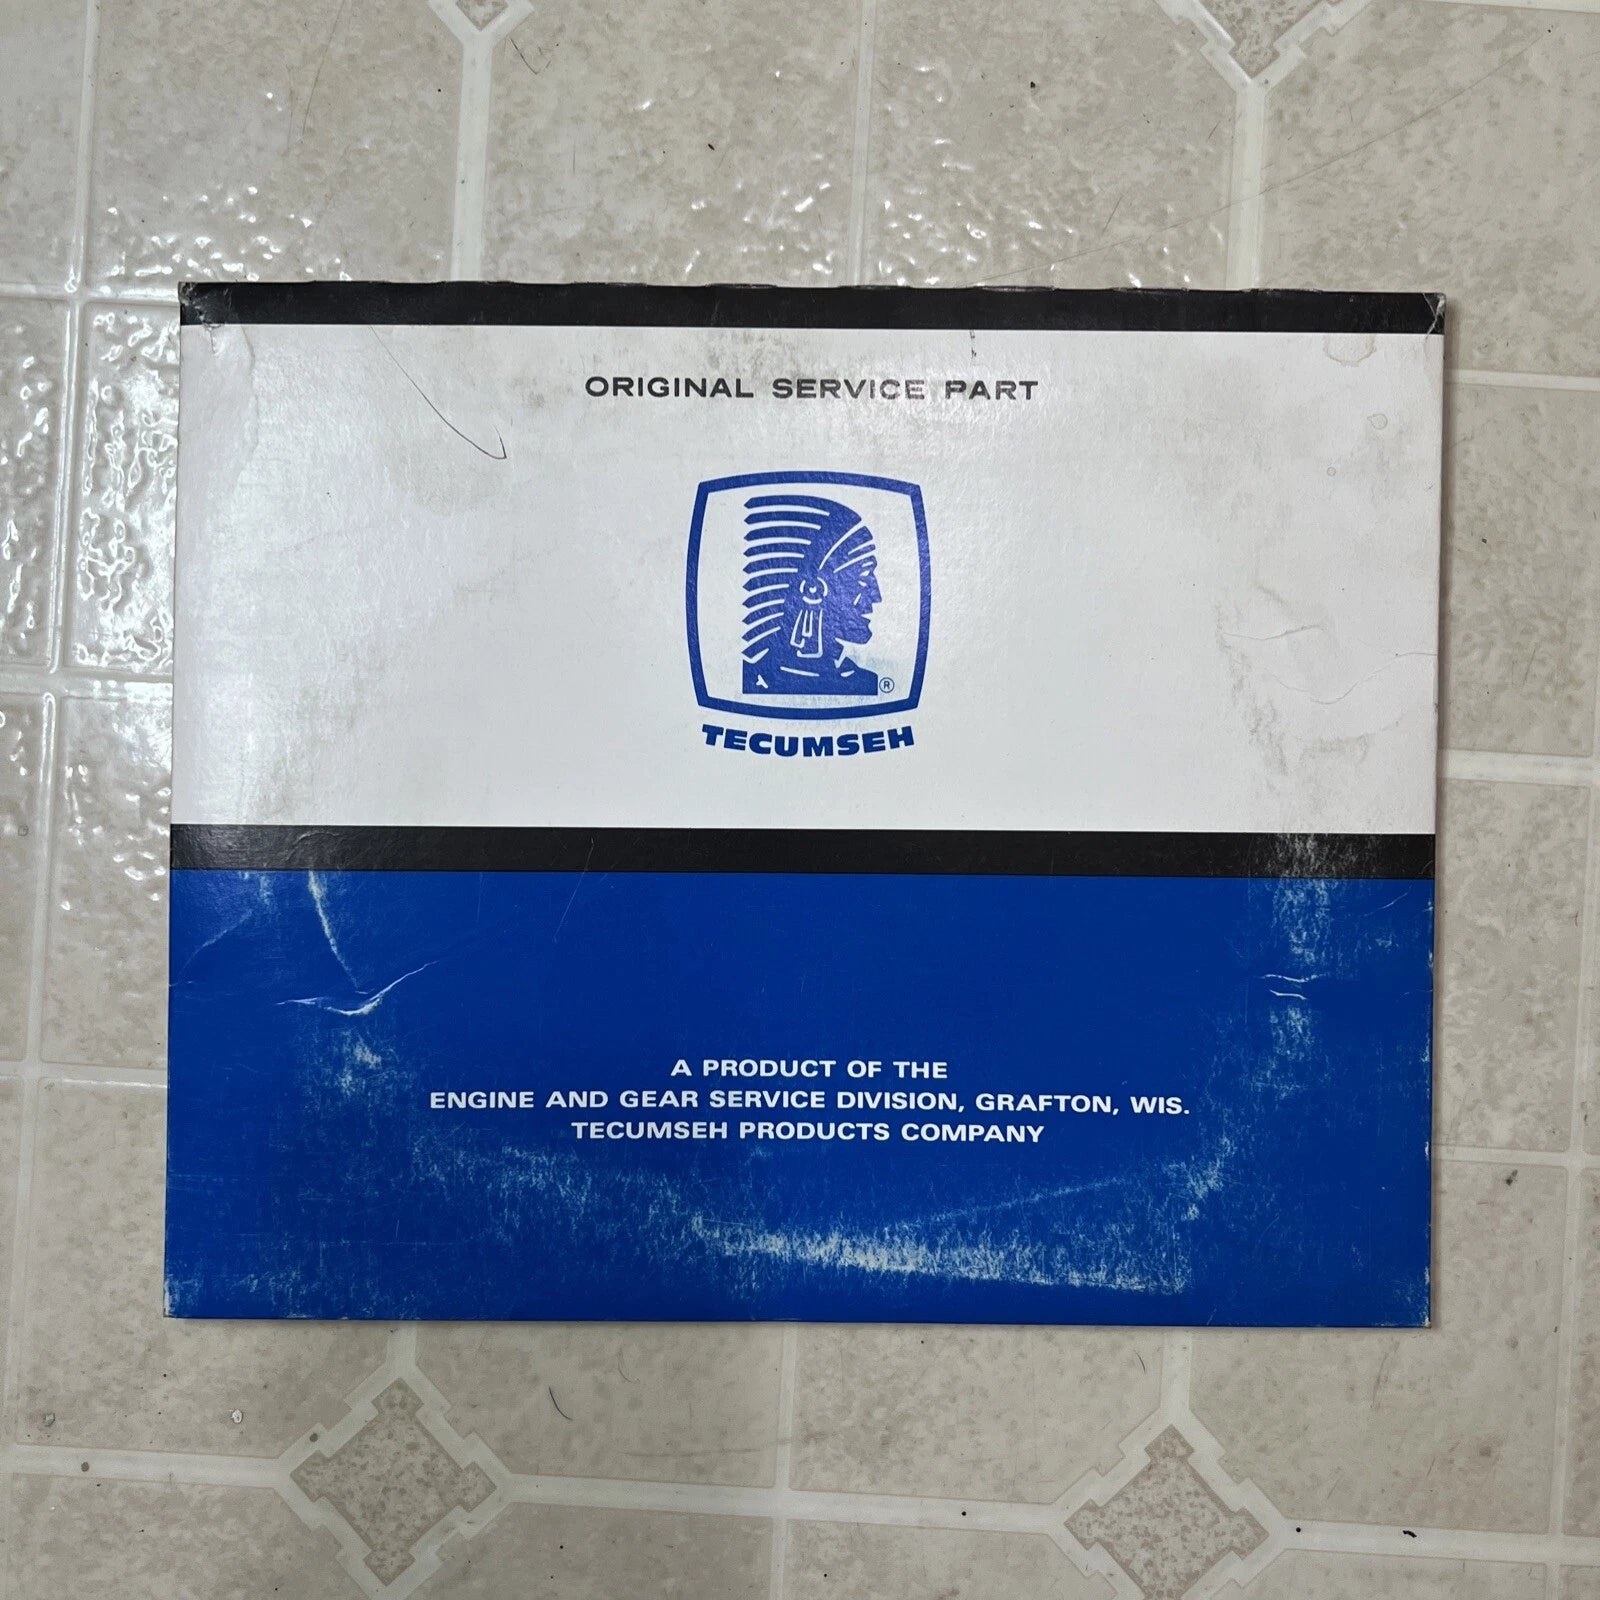 ORIGINAL SERVICE PART
®
TECUMSEH
A PRODUCT OF THE
ENGINE AND GEAR SERVICE DIVISION, GRAFTON, WIS.
TECUMSEH PRODUCTS COMPANY